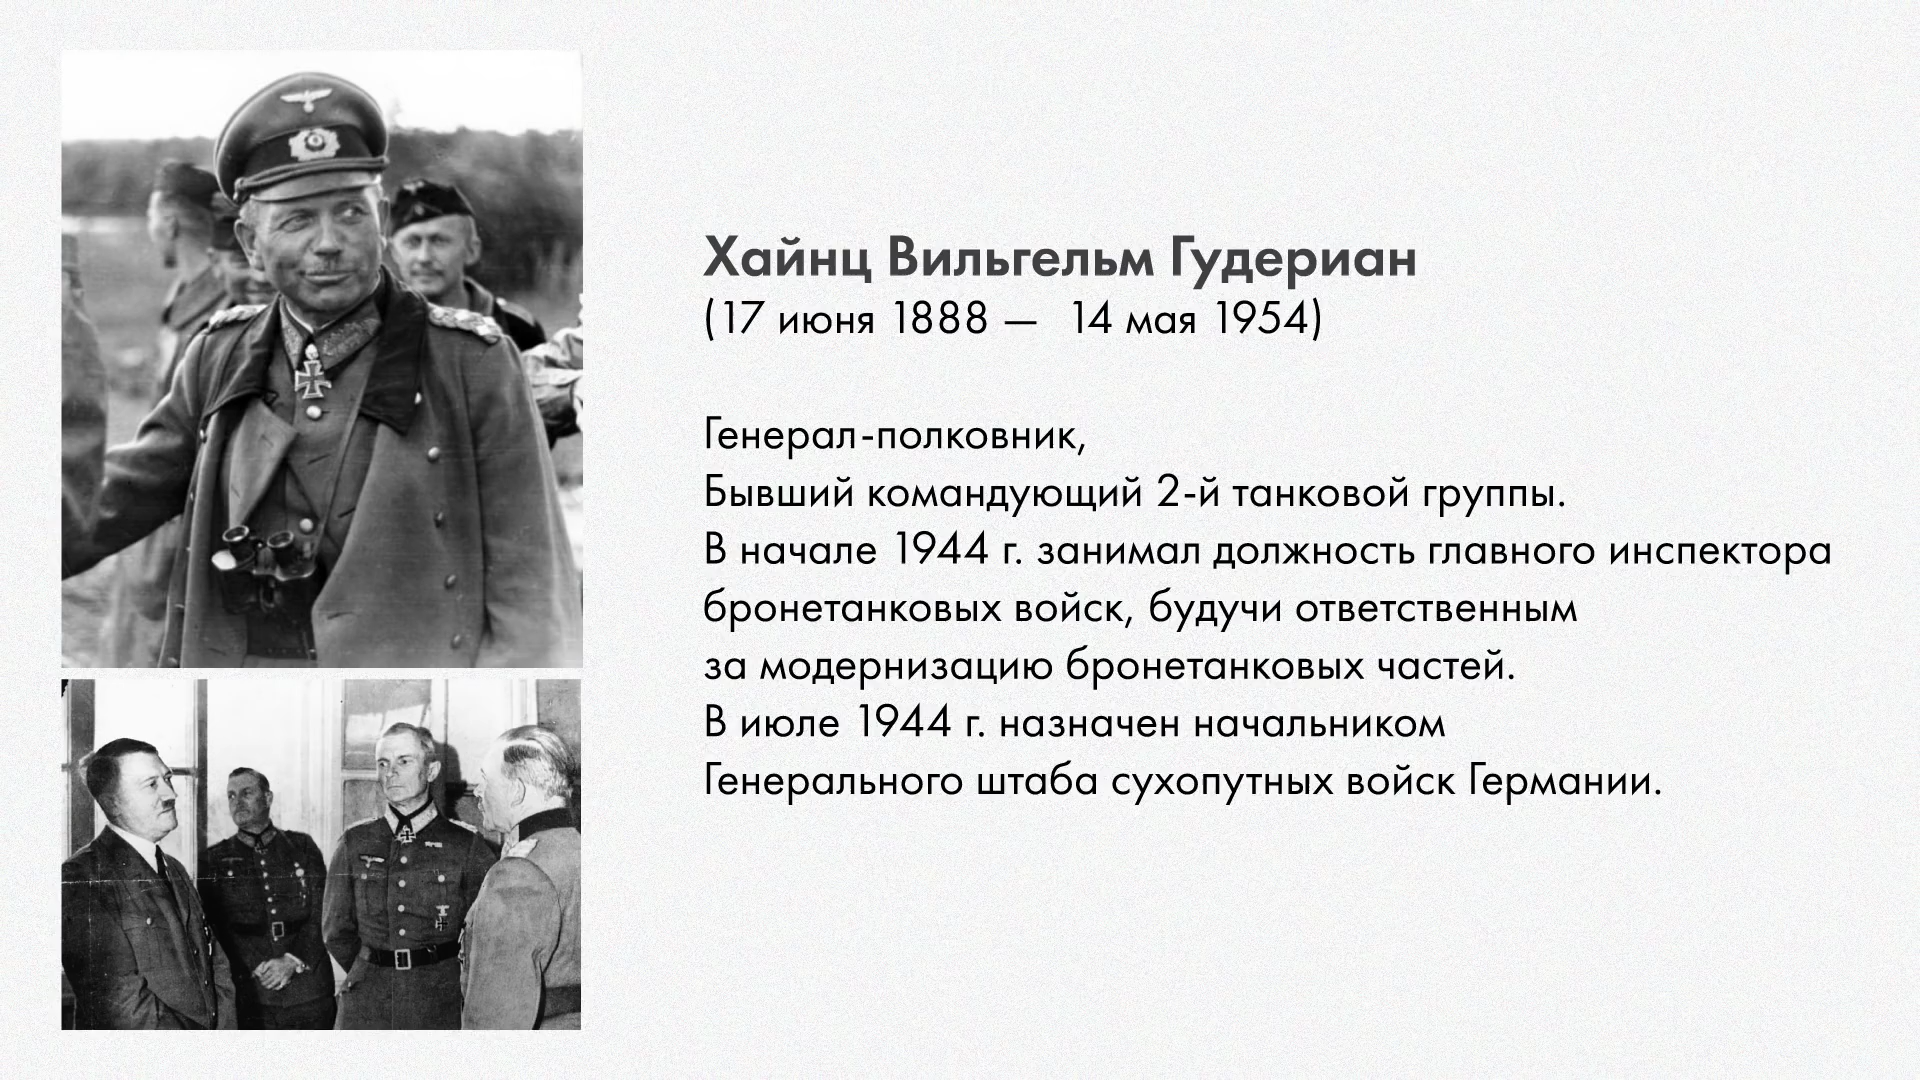 Хайнц Вильгельм Гудериан
(17 июня 1888 — 14 мая 1954)
Генерал-полковник,
Бывший командующий 2-й танковой группы.
В начале 1944 г. занимал должность главного инспектора
бронетанковых войск, будучи ответственным
за модернизацию бронетанковых частей.
В июле 1944 г. назначен начальником
Генерального штаба сухопутных войск Германии.